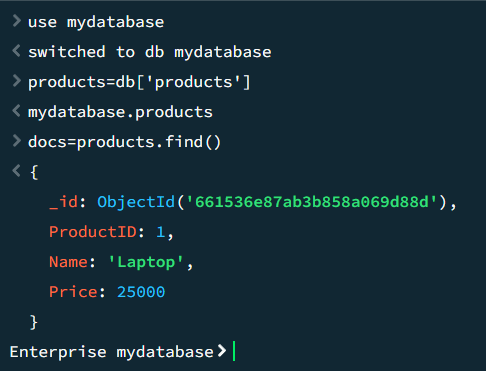 > use mydatabase
< switched to db mydatabase
> products=db['products']
< mydatabase.products
> docs=products.find()
< {
_id: ObjectId('661536e87ab3b858a069d88d'),
ProductID: 1,
Name: 'Laptop',
Price: 25000
}
Enterprise mydatabase>